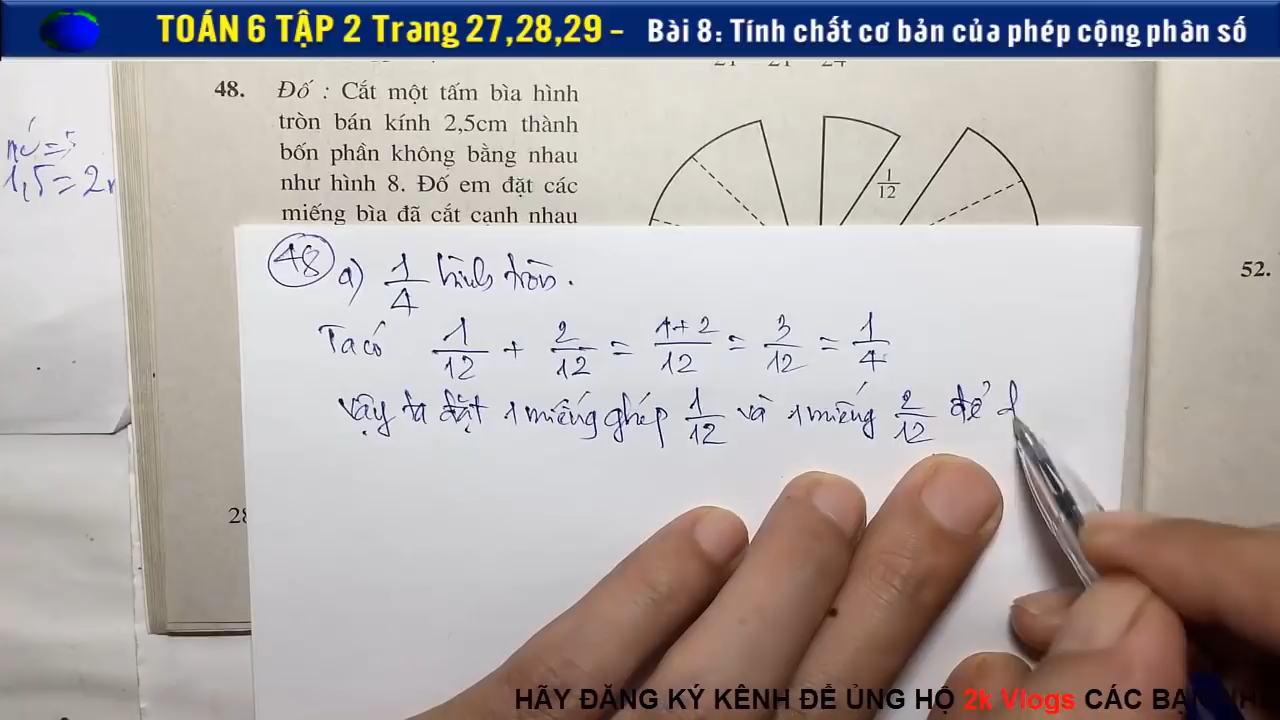 TOÁN 6 TẬP 2 Trang 27,28,29 - Bài 8: Tính chất cơ bản của phép cộng phân số
48. Đố : Cắt một tấm bìa hình
tròn bán kính 2,5cm thành
bốn phần không bằng nhau
như hình 8. Đố em đặt các
miếng bìa đã cắt cạnh nhau
1/12
52.
1,5 = 2
48 a) 1/4 hình tròn.
Ta có 1/12 + 2/12 = 1+2/12 = 3/12 = 1/4
Vậy ta đặt 1 miếng ghép 1/12 và 1 miếng 2/12 để đ
28
HÃY ĐĂNG KÝ KÊNH ĐỂ ỦNG HỘ 2k Vlogs CÁC BẠN